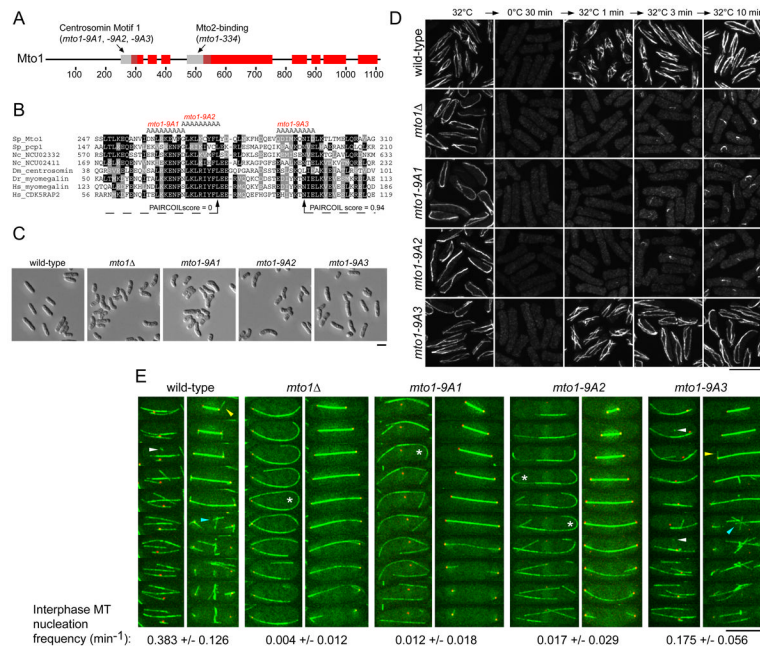 A
Centrosomin Motif 1
(mto1-9A1, -9A2, -9A3)
Mto2-binding
(mto1-334)
Mto1
100 200 300 400 500 600 700 800 900 1000 1100
B
mto1-9A1 mto1-9A2 mto1-9A3
AAAAAAAAA AAAAAAAAA AAAAAAAAA
Sp_Mto1 247 310
Sp_pcp1 147 210
Nc_NCU02332 570 633
Nc_NCU02411 169 232
Dm_centrosomin 38 101
Dr_myomegalin 50 113
Hs_myomegalin 123 186
Hs_CDK5RAP2 56 119
PAIRCOILscore = 0 PAIRCOIL score = 0.94
C
wild-type mto1Δ mto1-9A1 mto1-9A2 mto1-9A3
D
32°C 0°C 30 min 32°C 1 min 32°C 3 min 32°C 10 min
wild-type
mto1Δ
mto1-9A1
mto1-9A2
mto1-9A3
E
wild-type mto1Δ mto1-9A1 mto1-9A2 mto1-9A3
* * * *
Interphase MT
nucleation
frequency (min-1):
0.383 +/- 0.126 0.004 +/- 0.012 0.012 +/- 0.018 0.017 +/- 0.029 0.175 +/- 0.056